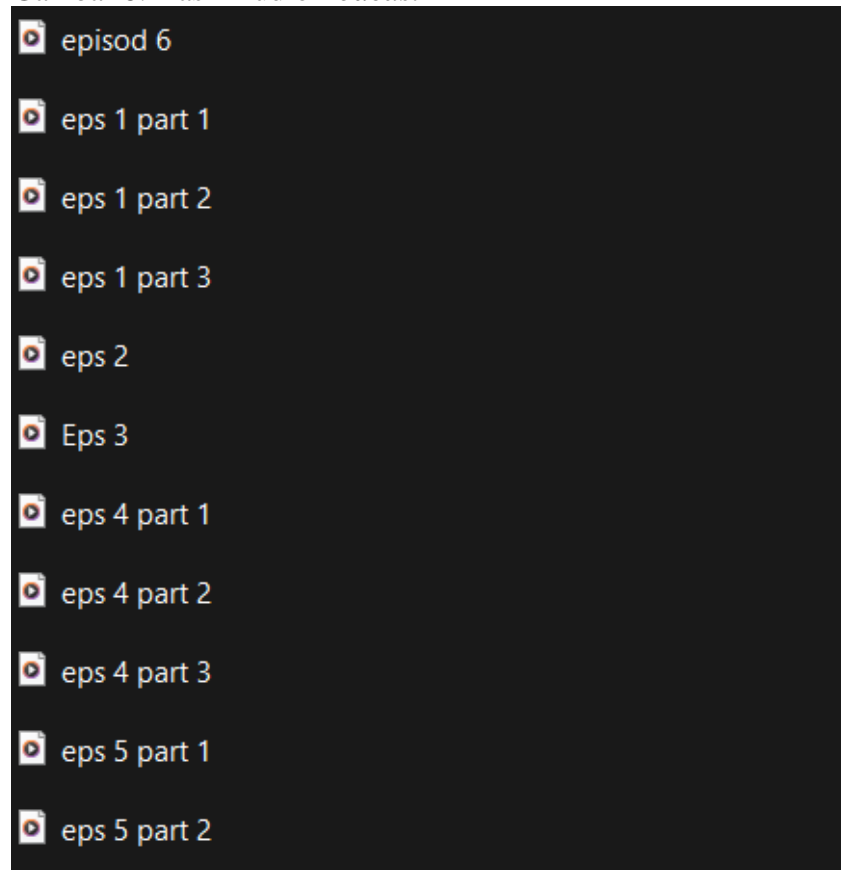 episod 6
eps 1 part 1
eps 1 part 2
eps 1 part 3
eps 2
Eps 3
eps 4 part 1
eps 4 part 2
eps 4 part 3
eps 5 part 1
eps 5 part 2